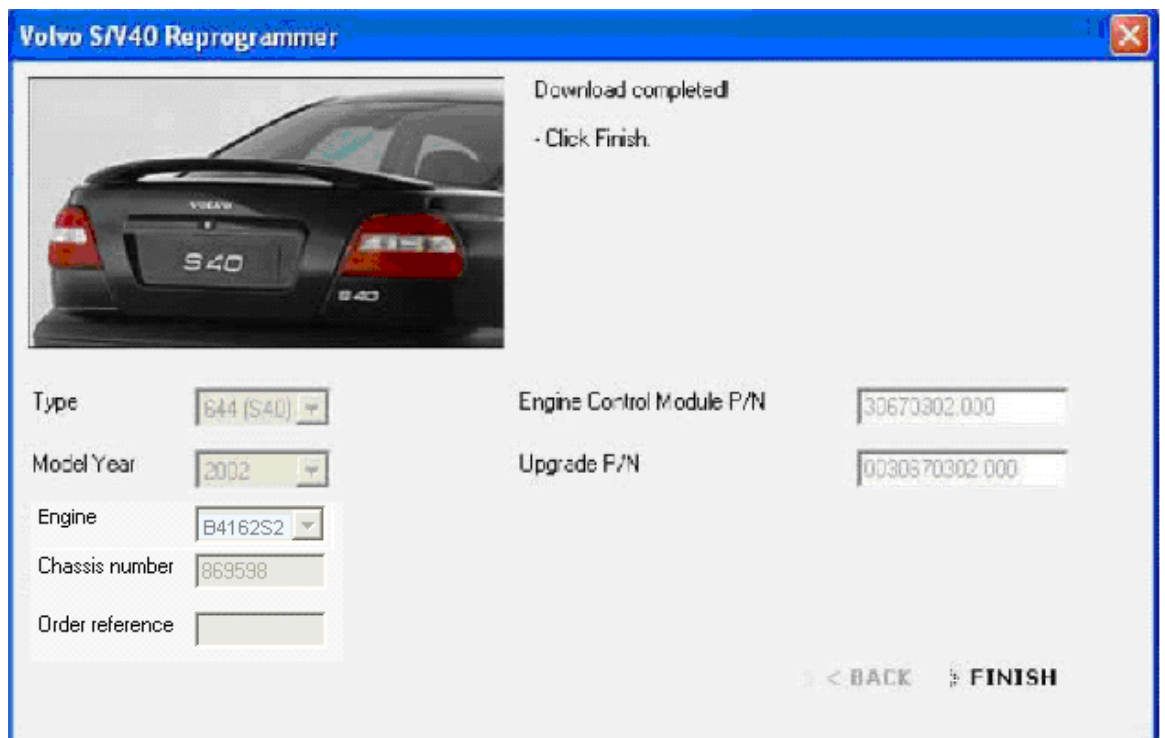 Volvo S/V40 Reprogrammer
Download completed!
- Click Finish.
VOLVO
S40
S40
Type
644 (S40)
Engine Control Module P/N
30670302.000
Model Year
2002
Upgrade P/N
0030670302.000
Engine
B4162S2
Chassis number
869598
Order reference
< BACK
FINISH